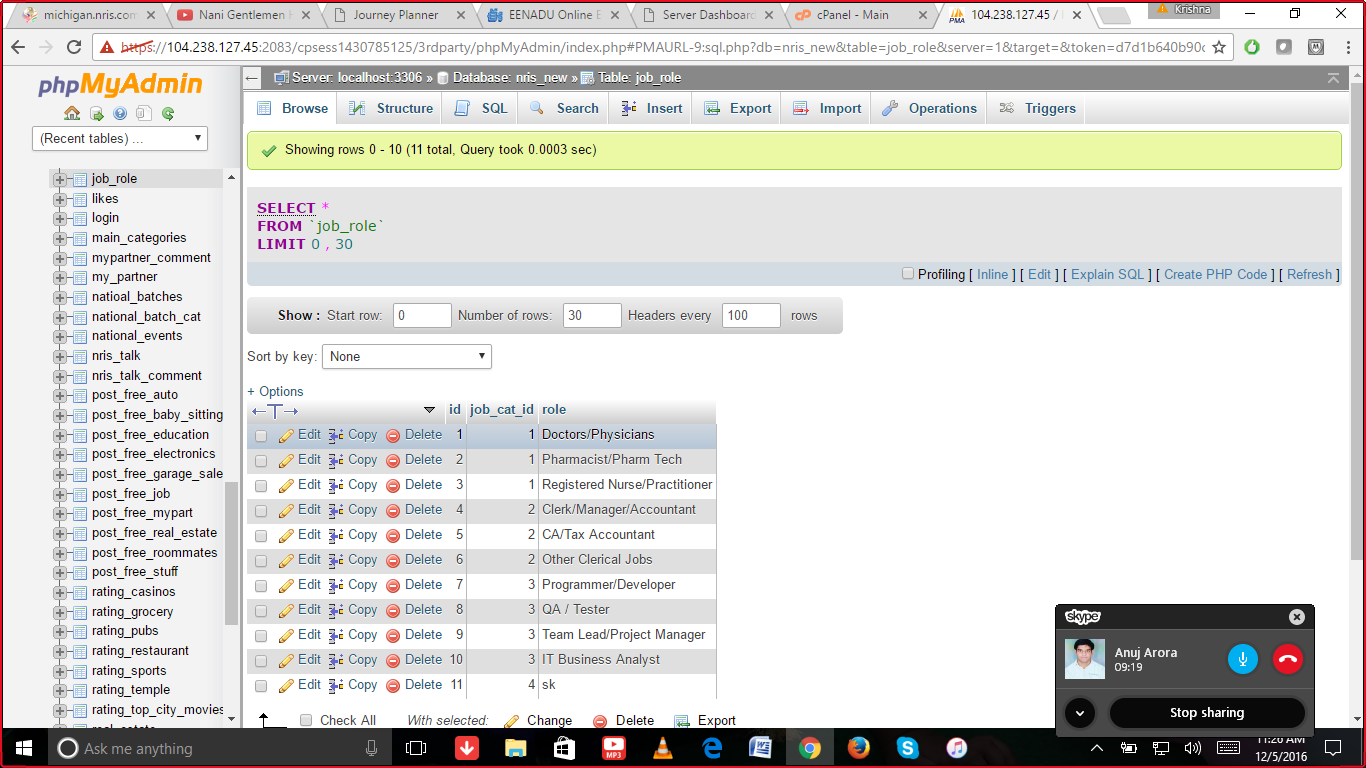 michigan.nris.com
Nani Gentlemen
Journey Planner
EENADU Online E
Server Dashboard
cPanel - Main
104.238.127.45 / l
Krishna
https://104.238.127.45:2083/cpsess1430785125/3rdparty/phpMyAdmin/index.php#PMAURL-9:sql.php?db=nris_new&table=job_role&server=1&target=&token=d7d1b640b90c
phpMyAdmin
(Recent tables) ...
job_role
likes
login
main_categories
mypartner_comment
my_partner
natioal_batches
national_batch_cat
national_events
nris_talk
nris_talk_comment
post_free_auto
post_free_baby_sitting
post_free_education
post_free_electronics
post_free_garage_sale
post_free_job
post_free_mypart
post_free_real_estate
post_free_roommates
post_free_stuff
rating_casinos
rating_grocery
rating_pubs
rating_restaurant
rating_sports
rating_temple
rating_top_city_movies
Server: localhost:3306 » Database: nris_new » Table: job_role
Browse Structure SQL Search Insert Export Import Operations Triggers
Showing rows 0 - 10 (11 total, Query took 0.0003 sec)
SELECT *
FROM `job_role`
LIMIT 0 , 30
Profiling [ Inline ] [ Edit ] [ Explain SQL ] [ Create PHP Code ] [ Refresh ]
Show : Start row: 0 Number of rows: 30 Headers every 100 rows
Sort by key: None
+ Options
id job_cat_id role
Edit Copy Delete 1 1 Doctors/Physicians
Edit Copy Delete 2 1 Pharmacist/Pharm Tech
Edit Copy Delete 3 1 Registered Nurse/Practitioner
Edit Copy Delete 4 2 Clerk/Manager/Accountant
Edit Copy Delete 5 2 CA/Tax Accountant
Edit Copy Delete 6 2 Other Clerical Jobs
Edit Copy Delete 7 3 Programmer/Developer
Edit Copy Delete 8 3 QA / Tester
Edit Copy Delete 9 3 Team Lead/Project Manager
Edit Copy Delete 10 3 IT Business Analyst
Edit Copy Delete 11 4 sk
Check All With selected: Change Delete Export
skype
Anuj Arora
09:19
Stop sharing
Ask me anything
MP3
11:26 AM
12/5/2016